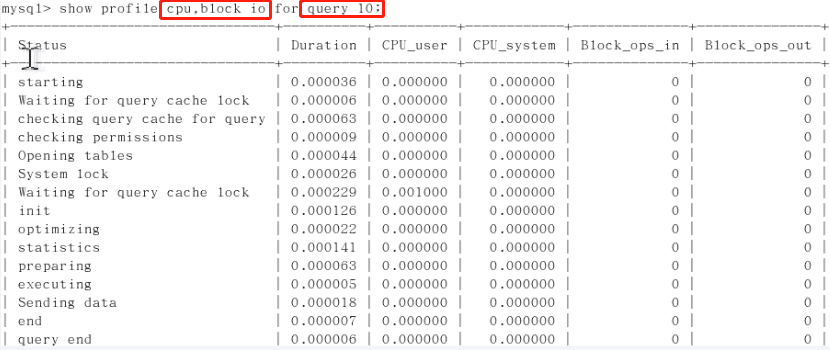 mysql> show profile cpu,block io for query 10;
| Status | Duration | CPU_user | CPU_system | Block_ops_in | Block_ops_out |
| starting | 0.000036 | 0.000000 | 0.000000 | 0 | 0 |
| Waiting for query cache lock | 0.000006 | 0.000000 | 0.000000 | 0 | 0 |
| checking query cache for query | 0.000063 | 0.000000 | 0.000000 | 0 | 0 |
| checking permissions | 0.000009 | 0.000000 | 0.000000 | 0 | 0 |
| Opening tables | 0.000044 | 0.000000 | 0.000000 | 0 | 0 |
| System lock | 0.000026 | 0.000000 | 0.000000 | 0 | 0 |
| Waiting for query cache lock | 0.000229 | 0.001000 | 0.000000 | 0 | 0 |
| init | 0.000126 | 0.000000 | 0.000000 | 0 | 0 |
| optimizing | 0.000022 | 0.000000 | 0.000000 | 0 | 0 |
| statistics | 0.000141 | 0.000000 | 0.000000 | 0 | 0 |
| preparing | 0.000063 | 0.000000 | 0.000000 | 0 | 0 |
| executing | 0.000005 | 0.000000 | 0.000000 | 0 | 0 |
| Sending data | 0.000018 | 0.000000 | 0.000000 | 0 | 0 |
| end | 0.000007 | 0.000000 | 0.000000 | 0 | 0 |
| query end | 0.000006 | 0.000000 | 0.000000 | 0 | 0 |